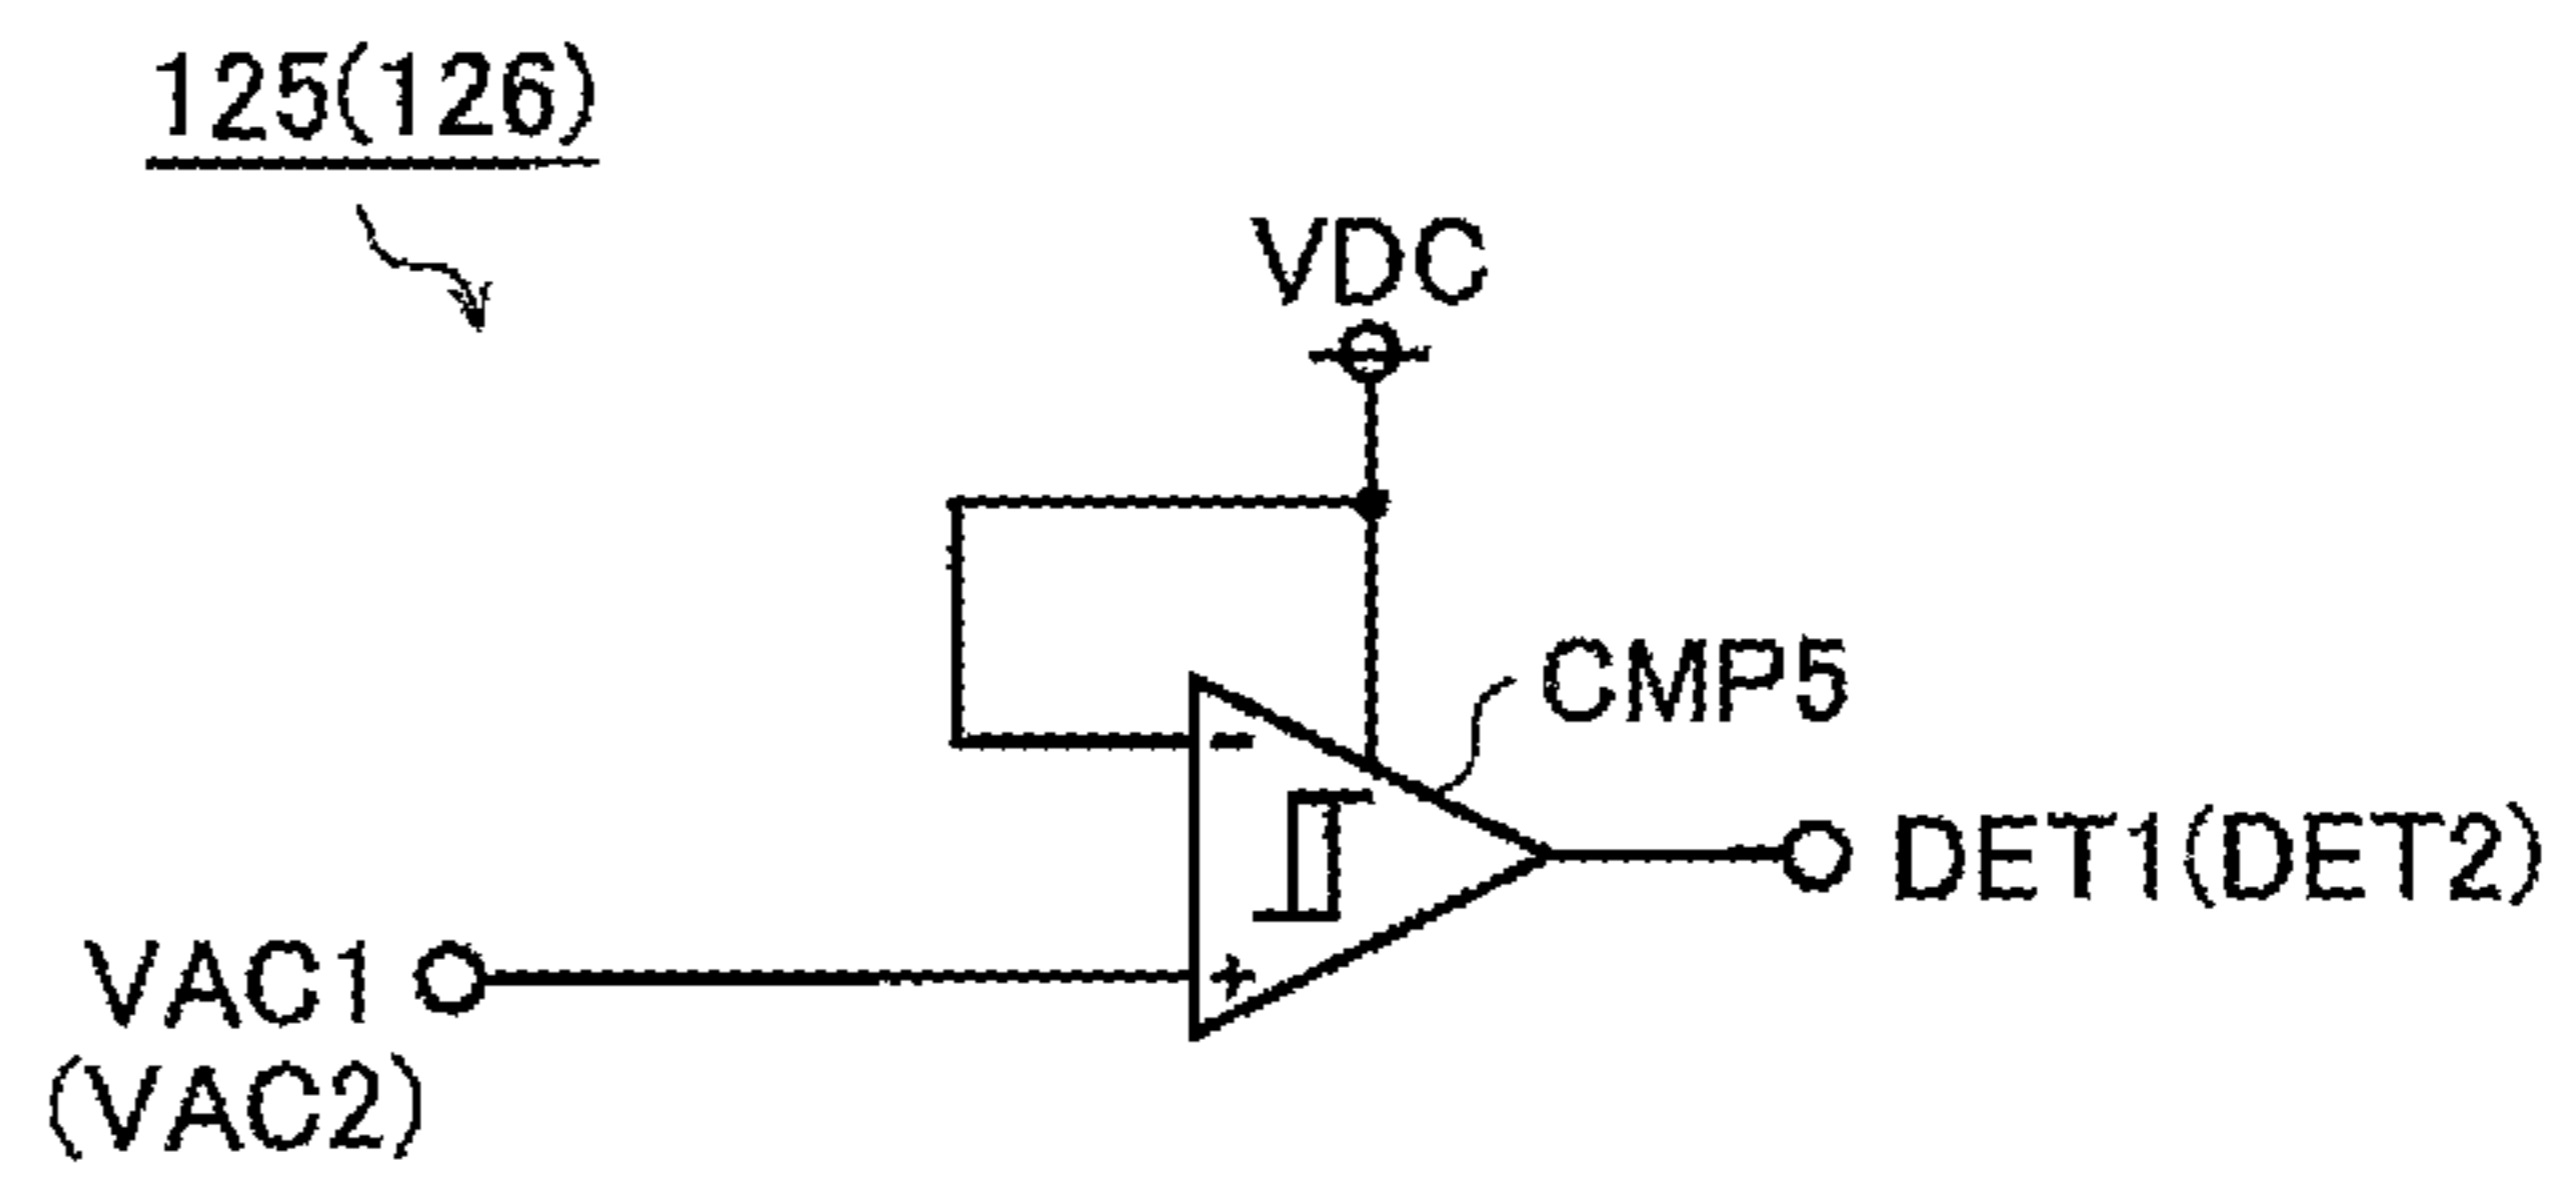 125(126)
VDC
CMP5
-
+
DET1(DET2)
VAC1
(VAC2)